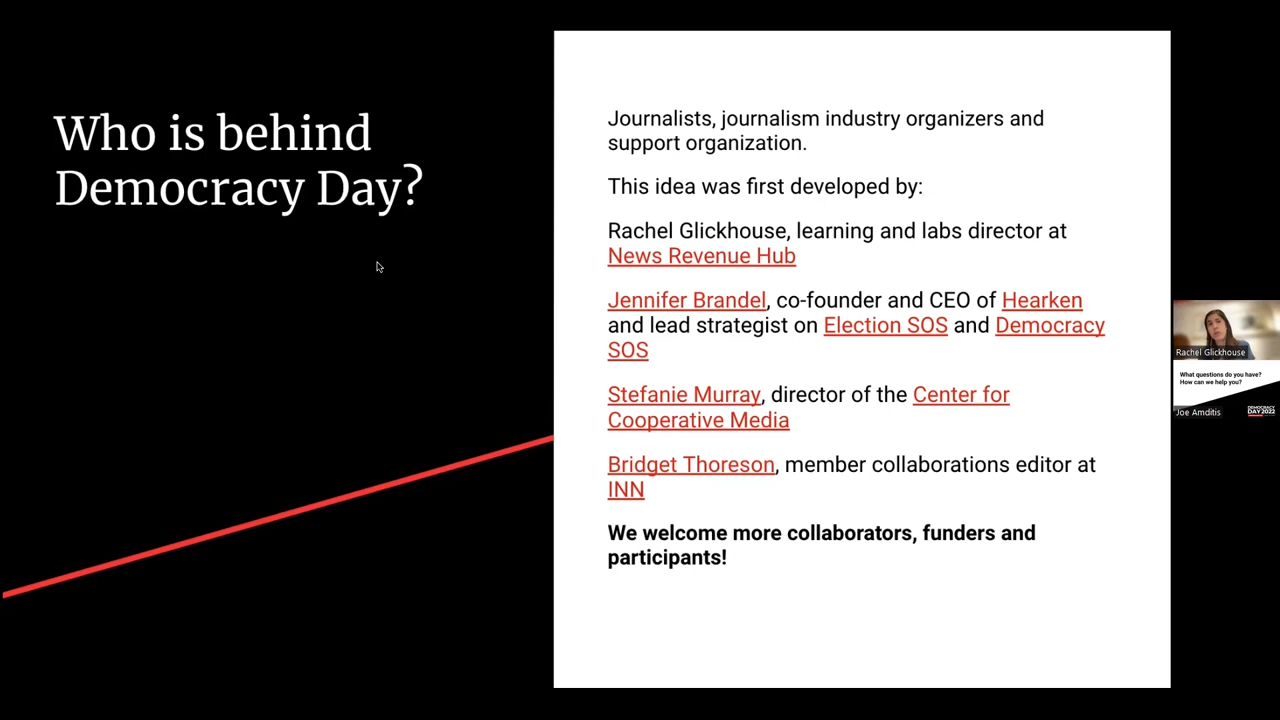 Who is behind
Democracy Day?
Journalists, journalism industry organizers and
support organization.
This idea was first developed by:
Rachel Glickhouse, learning and labs director at
News Revenue Hub
Jennifer Brandel, co-founder and CEO of Hearken
and lead strategist on Election SOS and Democracy
SOS
Stefanie Murray, director of the Center for
Cooperative Media
Bridget Thoreson, member collaborations editor at
INN
We welcome more collaborators, funders and
participants!
Rachel Glickhouse
What questions do you have?
How can we help you?
Joe Amditis
DEMOCRACY
DAY2022